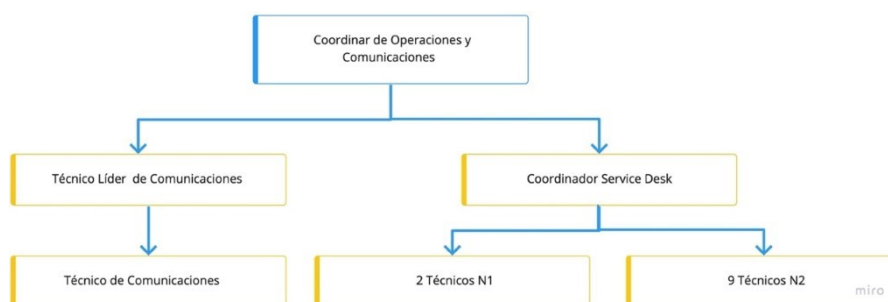 Coordinar de Operaciones y
Comunicaciones
Técnico Líder de Comunicaciones
Coordinador Service Desk
Técnico de Comunicaciones
2 Técnicos N1
9 Técnicos N2
miro